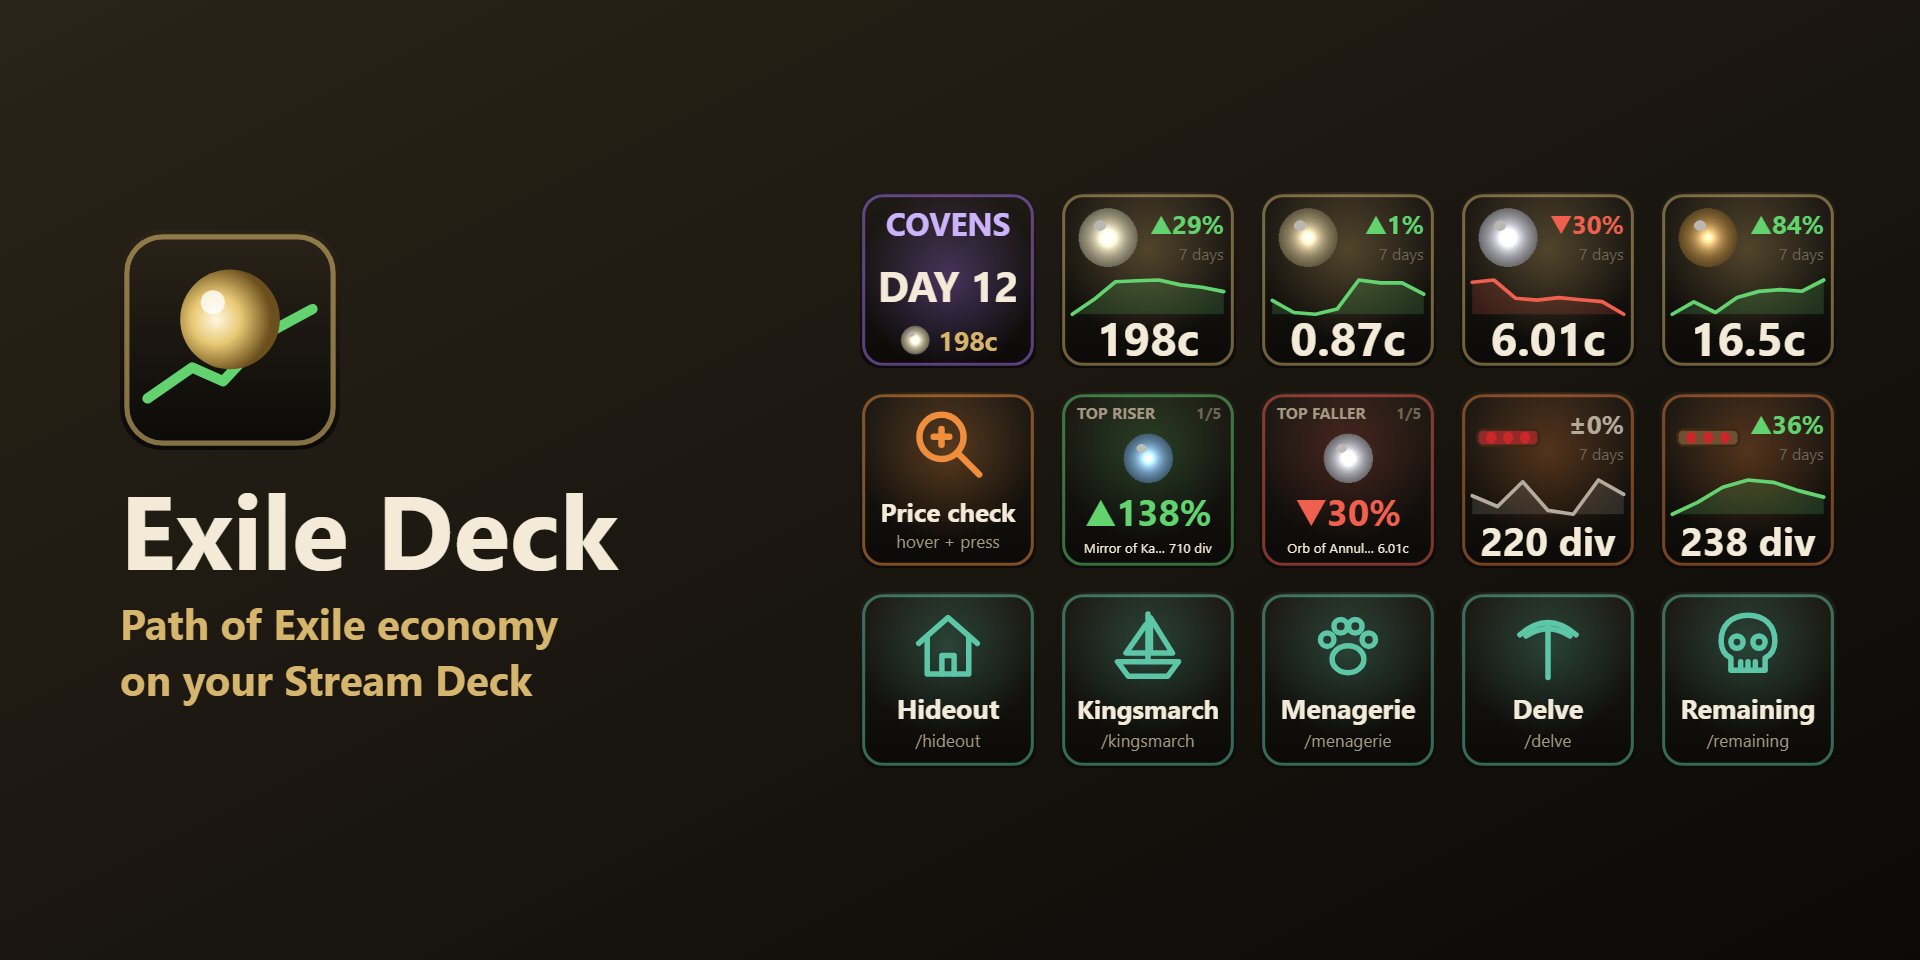 Exile Deck
Path of Exile economy
on your Stream Deck
COVENS
DAY 12
198c
▲29%
7 days
198c
▲1%
7 days
0.87c
▼30%
7 days
6.01c
▲84%
7 days
16.5c
Price check
hover + press
TOP RISER 1/5
▲138%
Mirror of Ka... 710 div
TOP FALLER 1/5
▼30%
Orb of Annul... 6.01c
±0%
7 days
220 div
▲36%
7 days
238 div
Hideout
/hideout
Kingsmarch
/kingsmarch
Menagerie
/menagerie
Delve
/delve
Remaining
/remaining